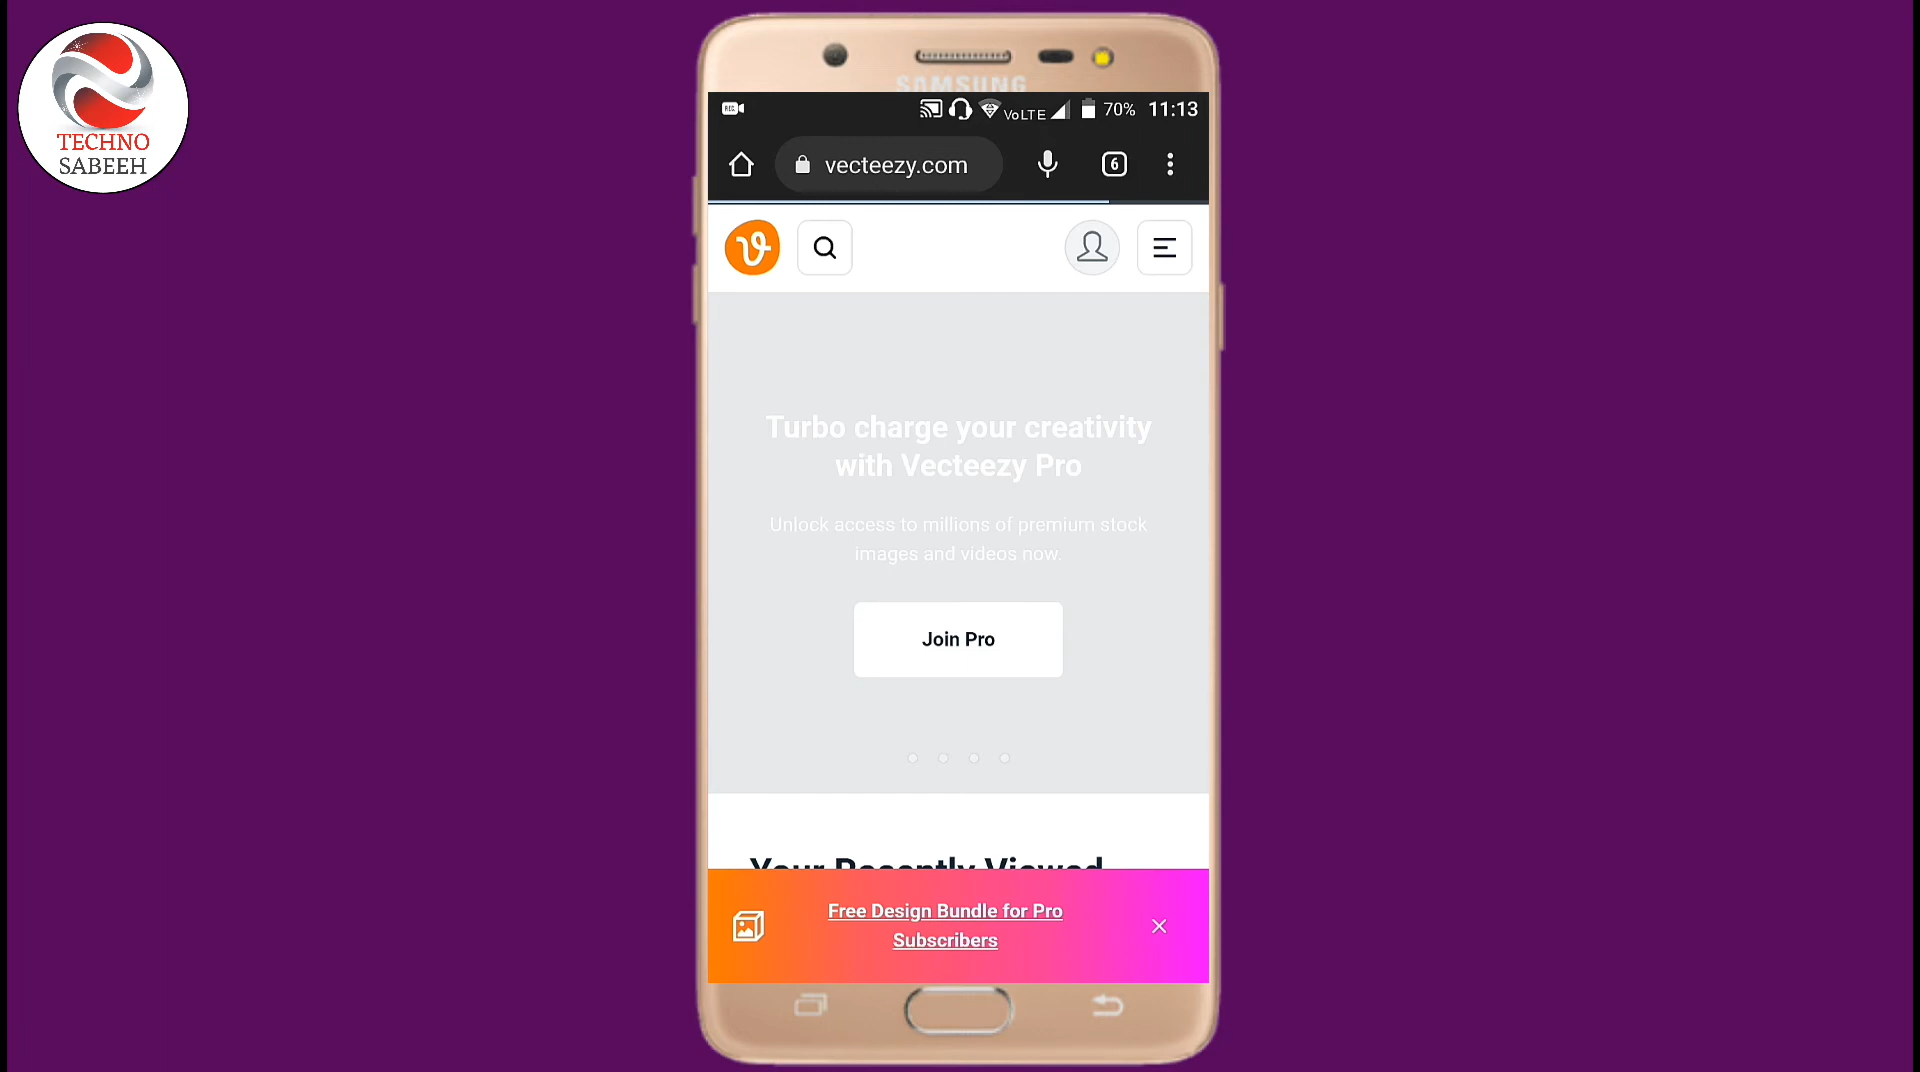 TECHNO
SABEEH
SAMSUNG
REC
VoLTE 70% 11:13
vecteezy.com
6
Turbo charge your creativity
with Vecteezy Pro
Unlock access to millions of premium stock
images and videos now.
Join Pro
Your Recently Viewed
Free Design Bundle for Pro
Subscribers